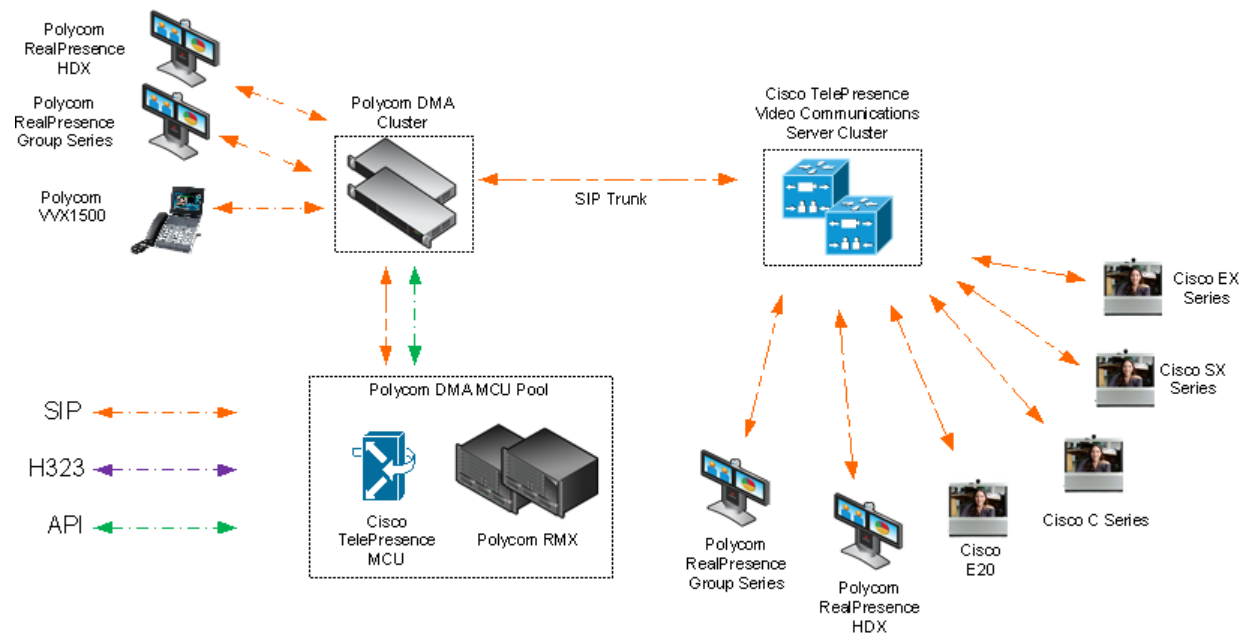 Polycom
RealPresence
HDX
Polycom
RealPresence
Group Series
Polycom
VVX1500
Polycom DMA
Cluster
SIP Trunk
Cisco TelePresence
Video Communications
Server Cluster
Cisco EX
Series
Cisco SX
Series
Cisco C Series
Cisco
E20
Polycom
RealPresence
HDX
Polycom
RealPresence
Group Series
Polycom DMA MCU Pool
Cisco
TelePresence
MCU
Polycom RMX
SIP
H323
API